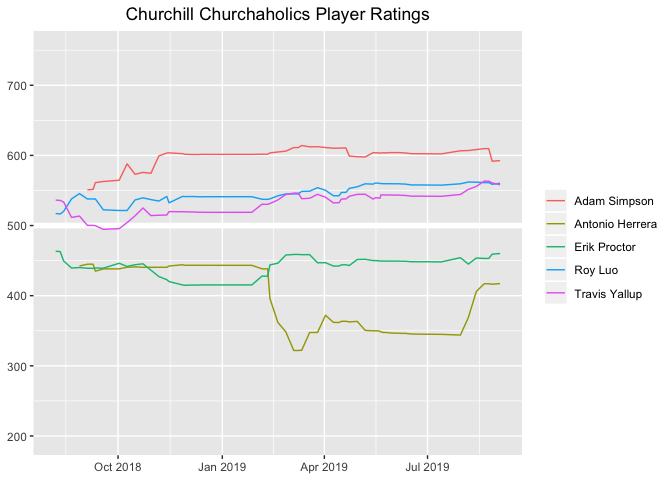 Churchill Churchaholics Player Ratings
700
600
500
400
300
200
Oct 2018
Jan 2019
Apr 2019
Jul 2019
Adam Simpson
Antonio Herrera
Erik Proctor
Roy Luo
Travis Yallup